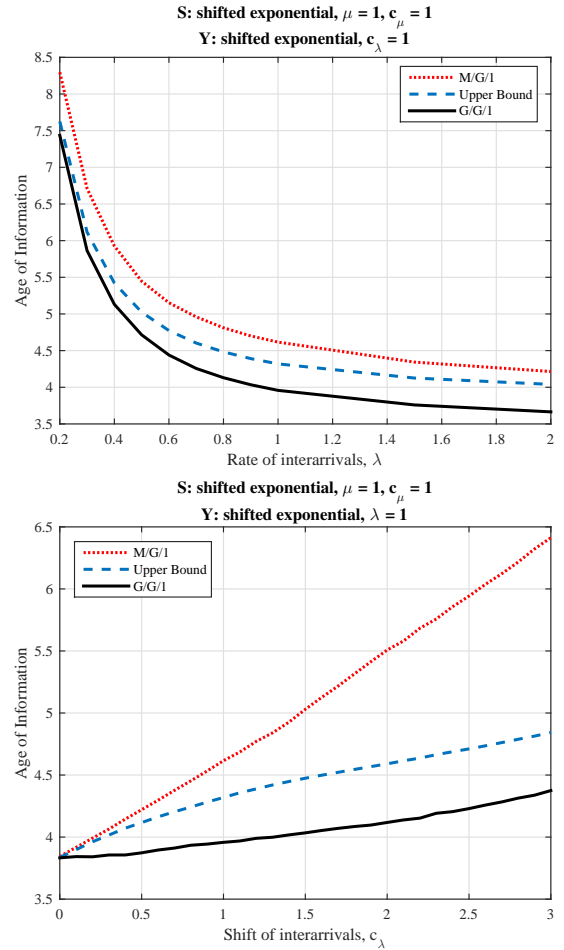 S: shifted exponential, μ = 1, c_μ = 1
Y: shifted exponential, c_λ = 1
8.5
8
7.5
7
6.5
6
5.5
5
4.5
4
3.5
Age of Information
M/G/1
Upper Bound
G/G/1
0.2 0.4 0.6 0.8 1 1.2 1.4 1.6 1.8 2
Rate of interarrivals, λ
S: shifted exponential, μ = 1, c_μ = 1
Y: shifted exponential, λ = 1
6.5
6
5.5
5
4.5
4
3.5
Age of Information
M/G/1
Upper Bound
G/G/1
0 0.5 1 1.5 2 2.5 3
Shift of interarrivals, c_λ